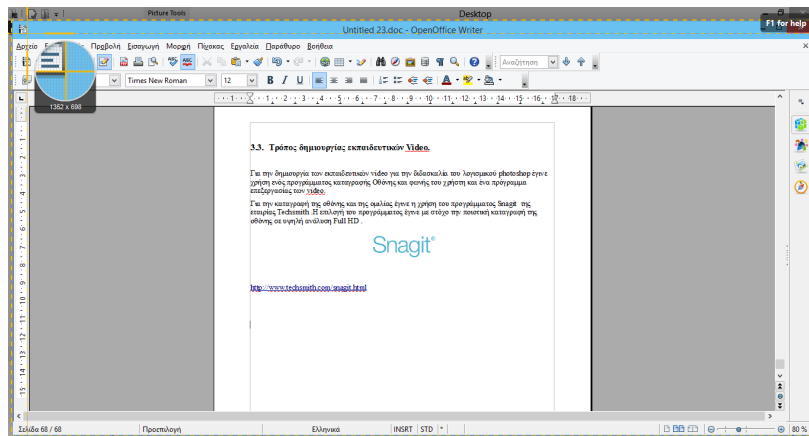 Picture Tools
Desktop
F1 for help
Untitled 23.doc - OpenOffice Writer
Αρχείο
Προβολή Εισαγωγή Μορφή Πίνακας Εργαλεία Παράθυρο Βοήθεια
Αναζήτηση
Times New Roman 12 B I U
1362 x 698
3.3. Τρόπος δημιουργίας εκπαιδευτικών Video.
Για την δημιουργία των εκπαιδευτικών video για την διδασκαλία του λογισμικού photoshop έγινε
χρήση ενός προγράμματος καταγραφής Οθόνης και φωνής του χρήστη και ένα πρόγραμμα
επεξεργασίας των video.
Για την καταγραφή της οθόνης και της ομιλίας έγινε η χρήση του προγράμματος Snagit της
εταιρίας Techsmith .Η επιλογή του προγράμματος έγινε με στόχο την ποιοτική καταγραφή της
οθόνης σε υψηλή ανάλυση Full HD .
Snagit®
http://www.techsmith.com/snagit.html
Σελίδα 68 / 68 Προεπιλογή Ελληνικά INSRT STD * 80 %